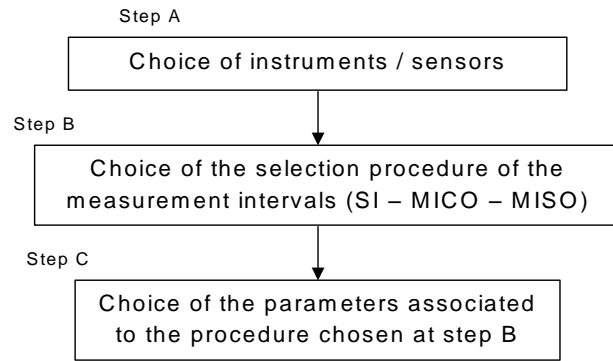 Step A
Choice of instruments / sensors
Step B
Choice of the selection procedure of the
measurement intervals (SI – MICO – MISO)
Step C
Choice of the parameters associated
to the procedure chosen at step B